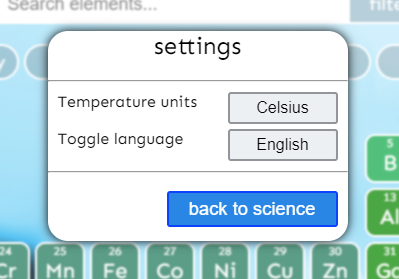 Search elements...
filte
settings
Temperature units
Celsius
Toggle language
English
back to science
5
B
13
Al
24
25
26
27
28
29
30
31
Cr
Mn
Fe
Co
Ni
Cu
Zn
Ga